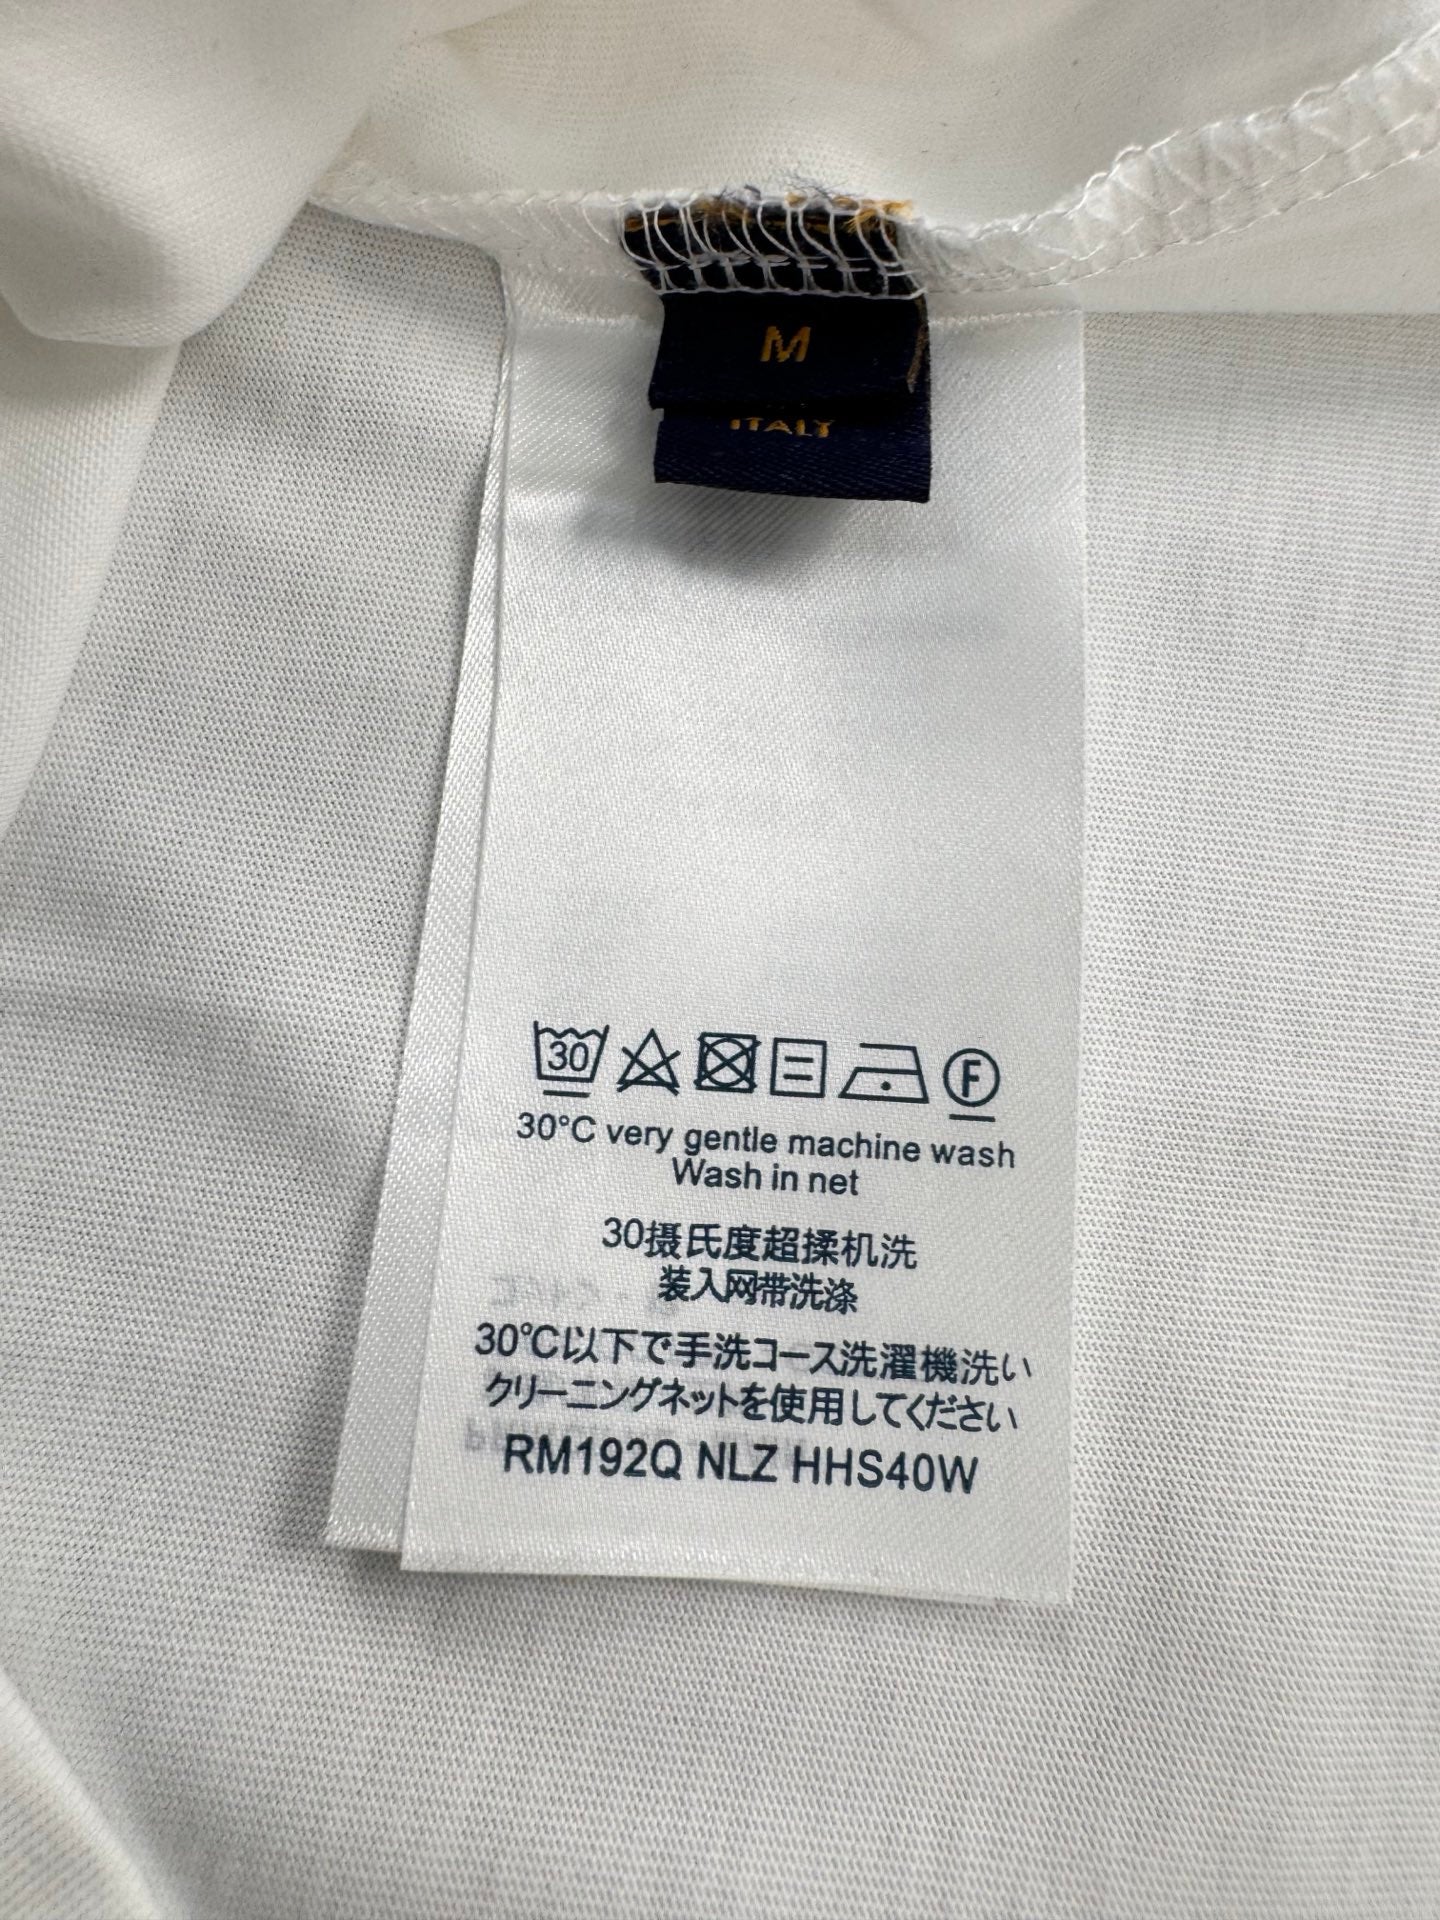 M
ITALY
30
F
30°C very gentle machine wash
Wash in net
30摄氏度超揉机洗
装入网带洗涤
30℃以下で手洗コース洗濯機洗い
クリーニングネットを使用してください
RM192Q NLZ HHS40W